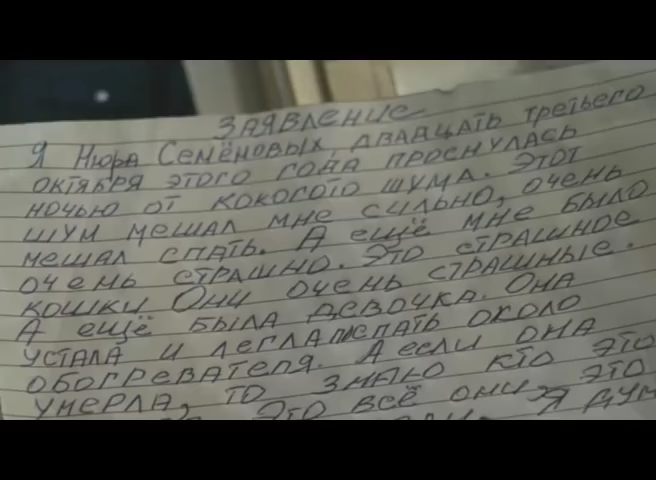 ЗАЯВЛЕНИЕ
Я Нюра Семёновых, двадцать третьего
октября этого года проснулась
ночью от кокогото шума. Этот
шум мешал мне сильно, очень
мешал спать. А ещё мне было
очень страшно. Это страшное
кошки. Они очень страшные.
А ещё была девочка. Она
устала и легла спать около
обогревателя. А если она
умерла, то знаю кто это
Это всё они. Это
Я дум